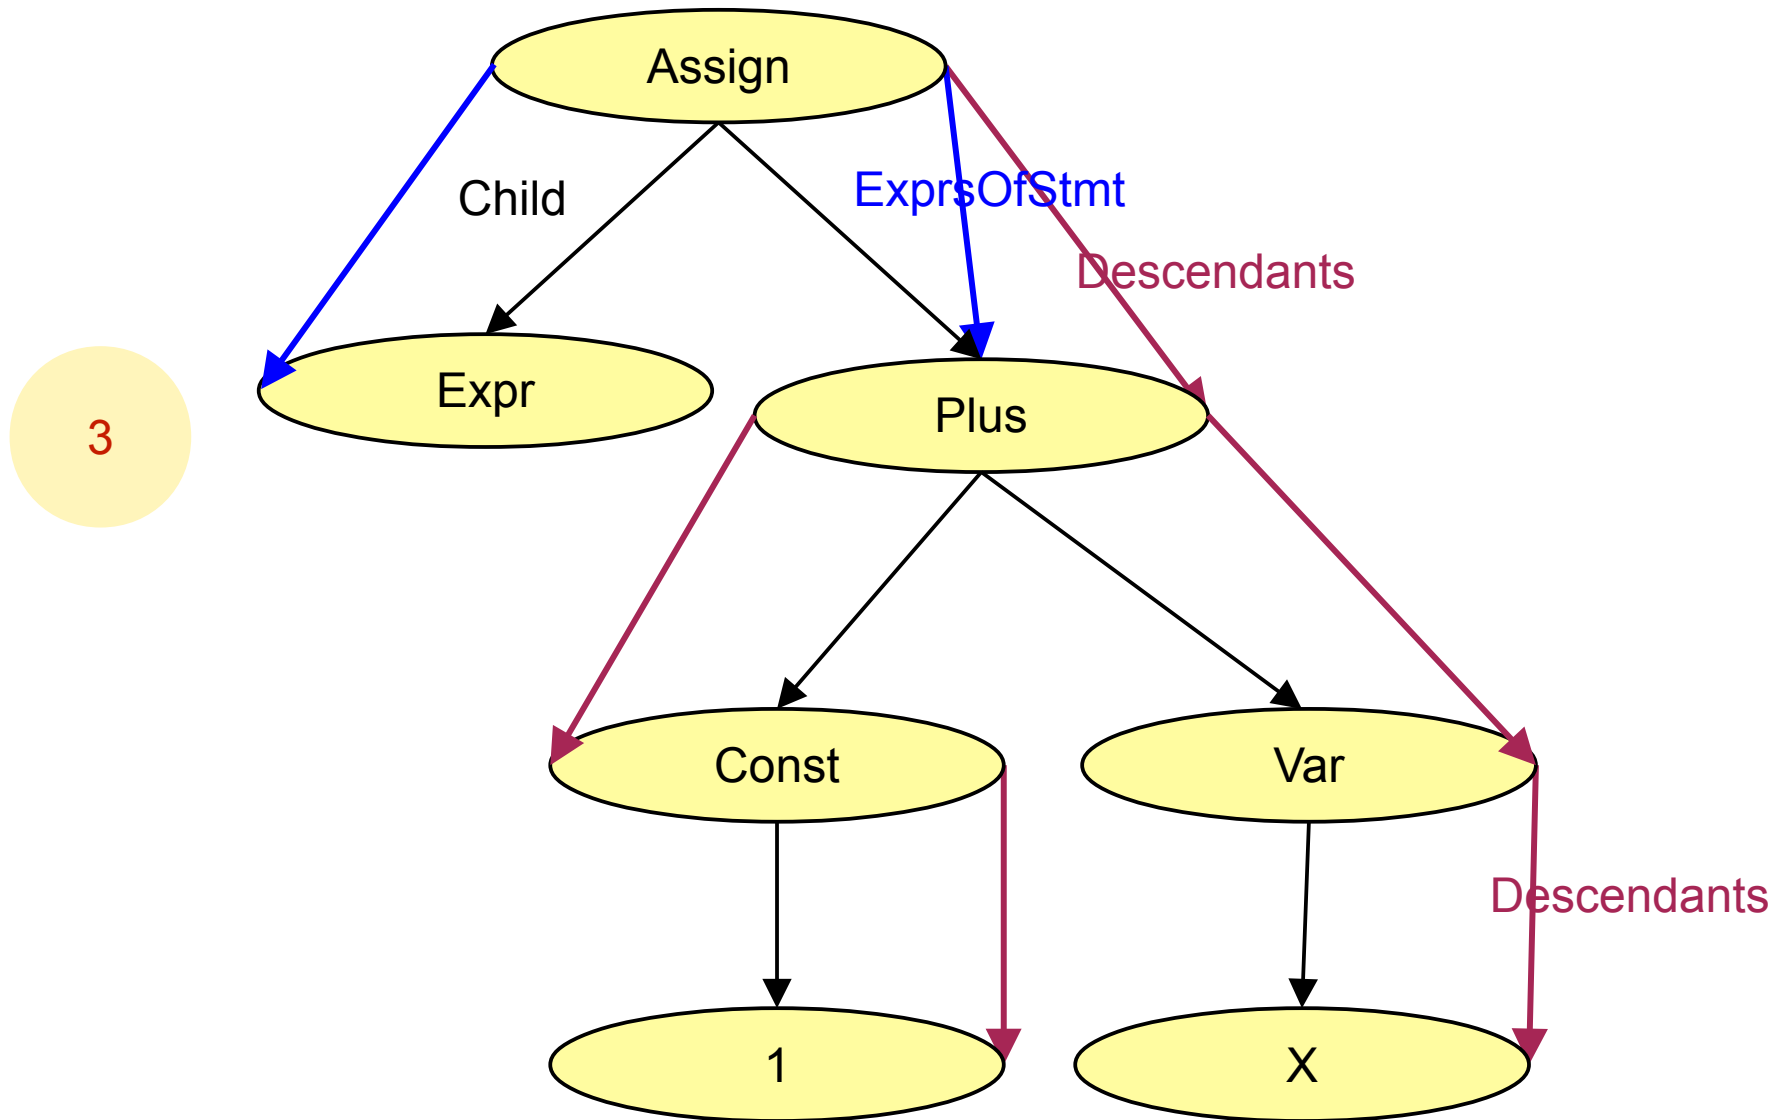 Assign
Child
ExprsOfStmt
Descendants
Expr
Plus
3
Const
Var
Descendants
1
X